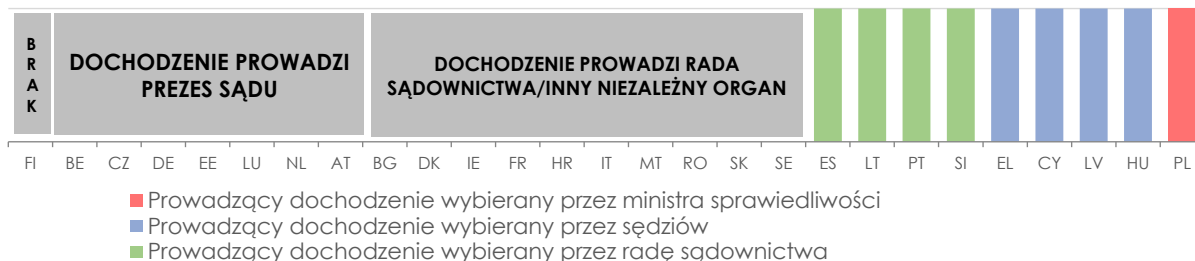 BRAK
DOCHODZENIE PROWADZI
PREZES SĄDU
DOCHODZENIE PROWADZI RADA
SĄDOWNICTWA/INNY NIEZALEŻNY ORGAN
FI BE CZ DE EE LU NL AT BG DK IE FR HR IT MT RO SK SE ES LT PT SI EL CY LV HU PL
Prowadzący dochodzenie wybierany przez ministra sprawiedliwości
Prowadzący dochodzenie wybierany przez sędziów
Prowadzący dochodzenie wybierany przez radę sądownictwa